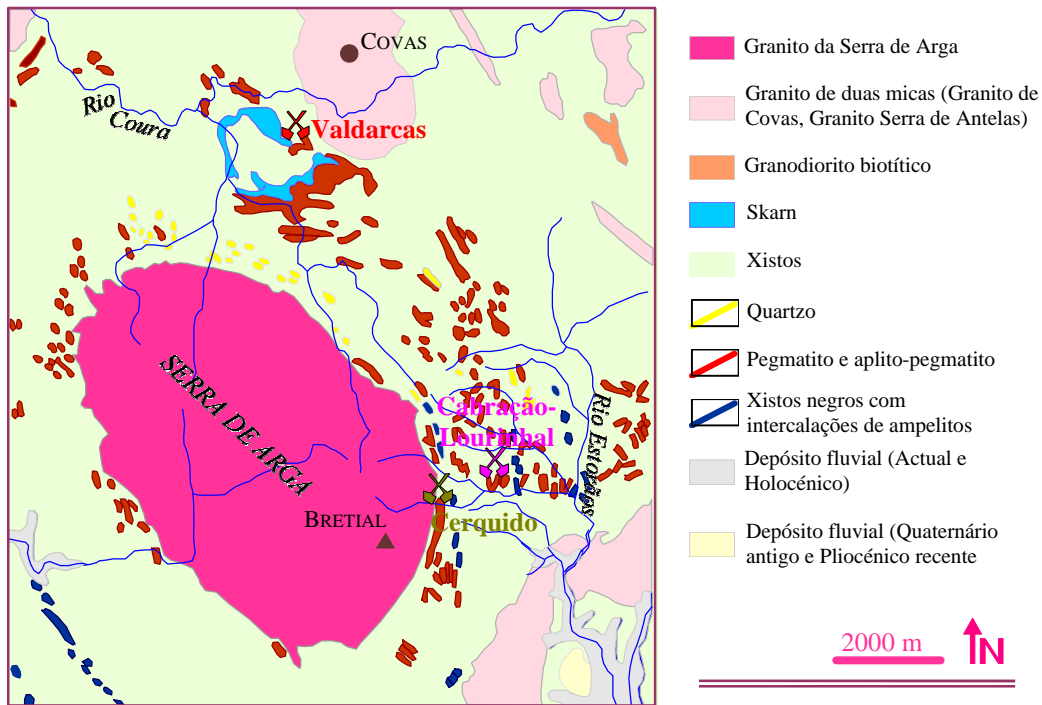 COVAS
Rio
Coura
Valdarcas
SERRA DE ARGA
Cabração-
Lourinhal
Rio Estorãos
BRETIAL
Cerquido
Granito da Serra de Arga
Granito de duas micas (Granito de
Covas, Granito Serra de Antelas)
Granodiorito biotítico
Skarn
Xistos
Quartzo
Pegmatito e aplito-pegmatito
Xistos negros com
intercalações de ampelitos
Depósito fluvial (Actual e
Holocénico)
Depósito fluvial (Quaternário
antigo e Pliocénico recente
2000 m
N